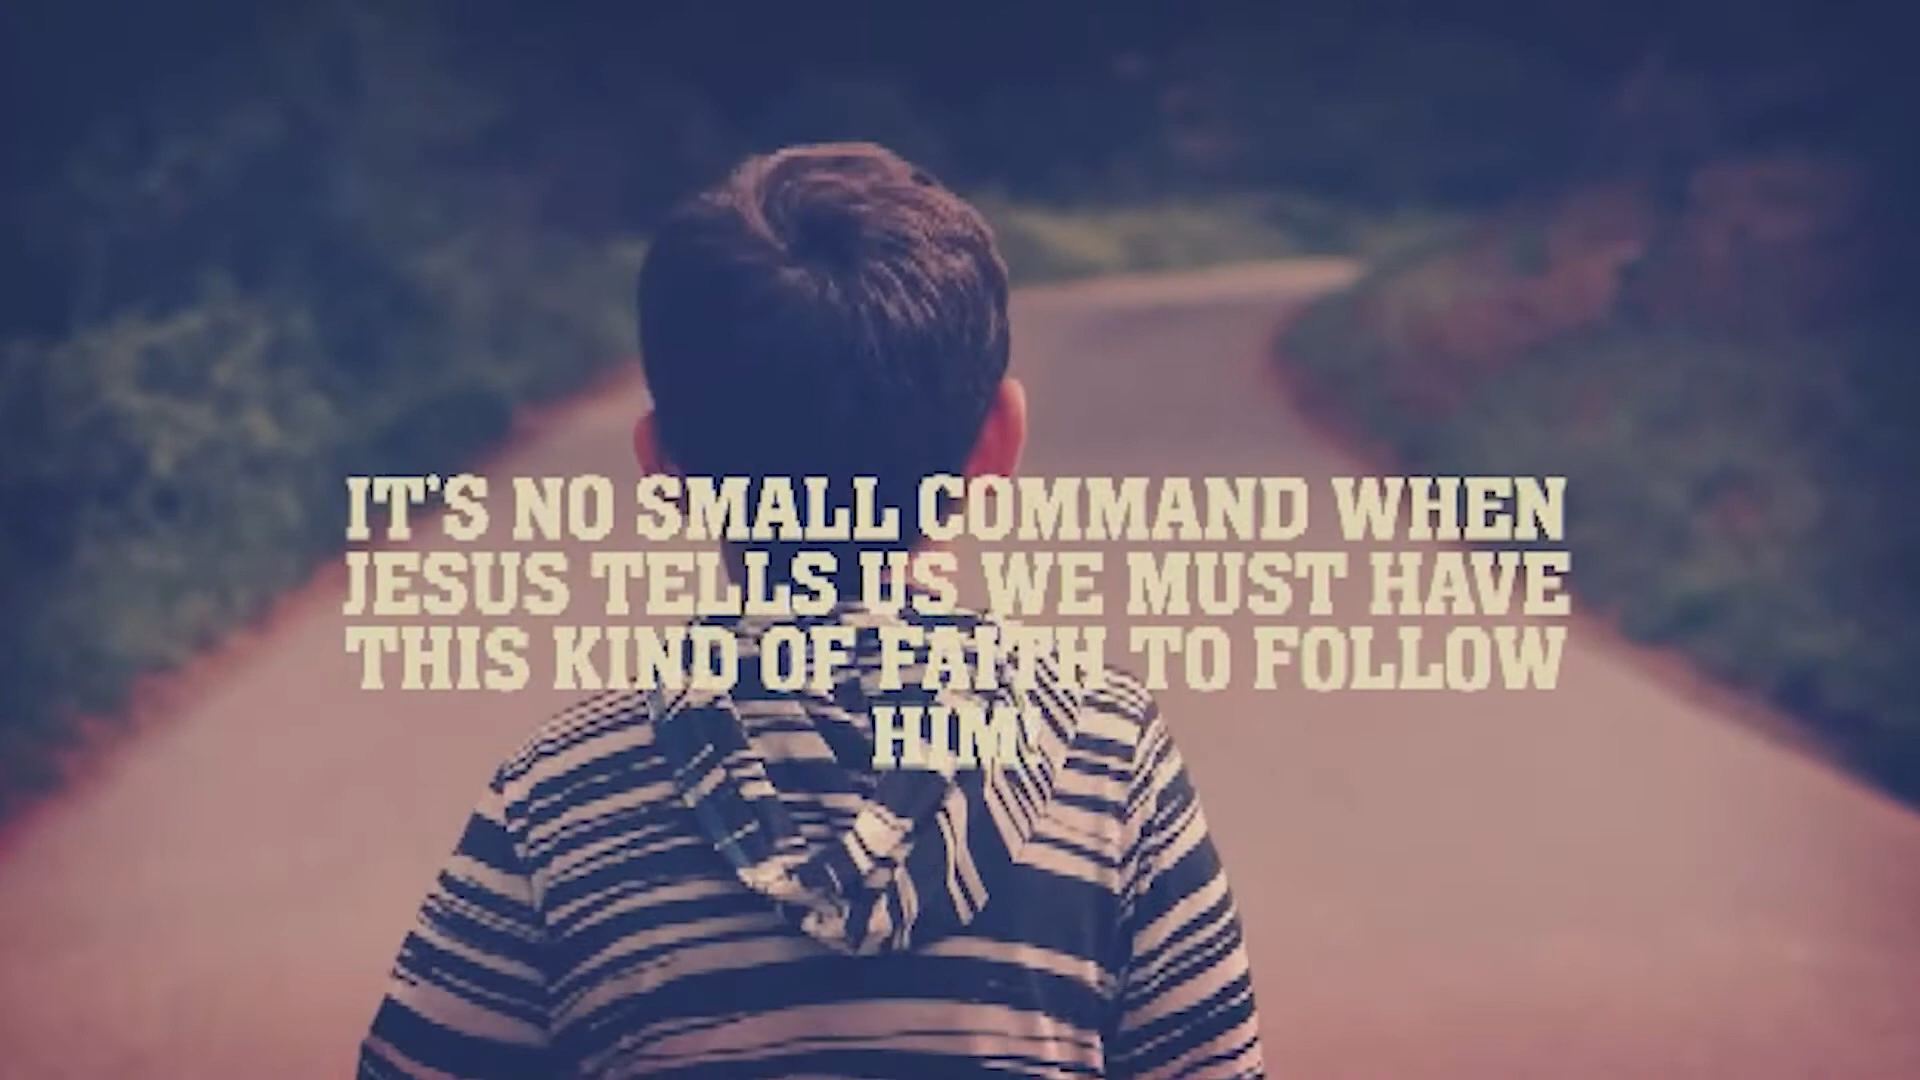 IT'S NO SMALL COMMAND WHEN
JESUS TELLS US WE MUST HAVE
THIS KIND OF FAITH TO FOLLOW
HIM